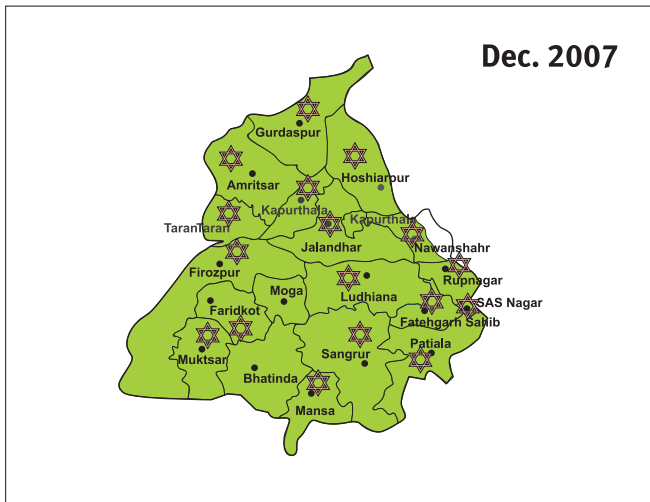 Dec. 2007
Gurdaspur
Hoshiarpur
Amritsar
Kapurthala
Kapurthala
TaranTaran
Jalandhar
Nawanshahr
Firozpur
Rupnagar
Moga
Ludhiana
SAS Nagar
Faridkot
Fatehgarh Sahib
Patiala
Muktsar
Sangrur
Bhatinda
Mansa